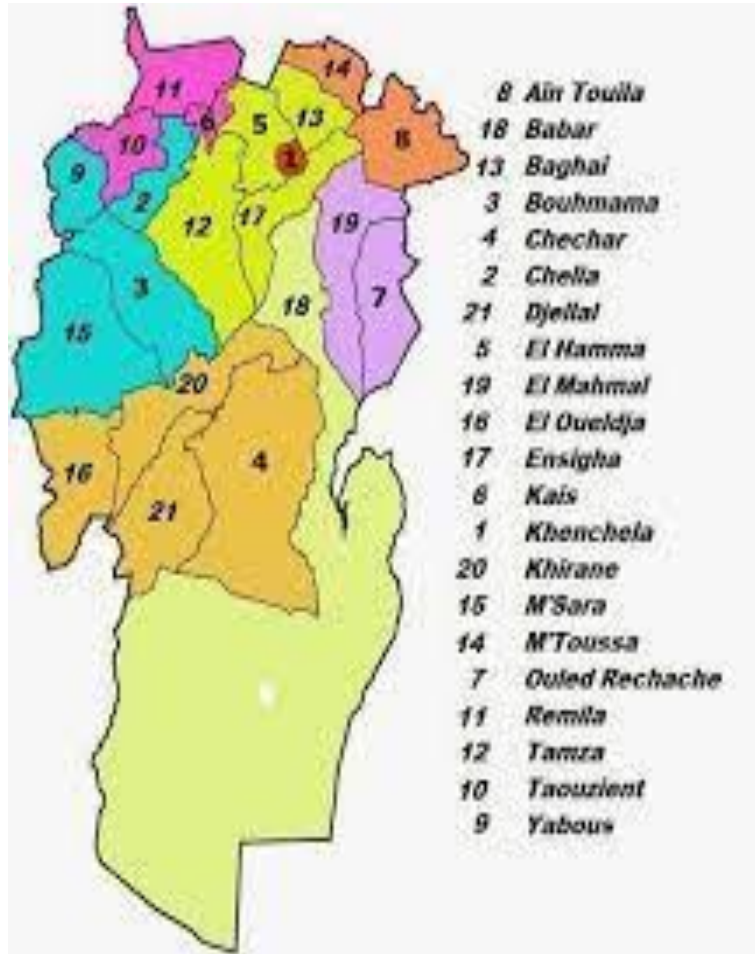 11
14
6
5
13
10
8
1
9
2
12
17
19
3
18
7
15
20
4
16
21
8 Ain Touila
18 Babar
13 Baghai
3 Bouhmama
4 Chechar
2 Chelia
21 Djellal
5 El Hamma
19 El Mahmal
16 El Oueldja
17 Ensigha
6 Kais
1 Khenchela
20 Khirane
15 M'Sara
14 M'Toussa
7 Ouled Rechache
11 Remila
12 Tamza
10 Taouzient
9 Yabous